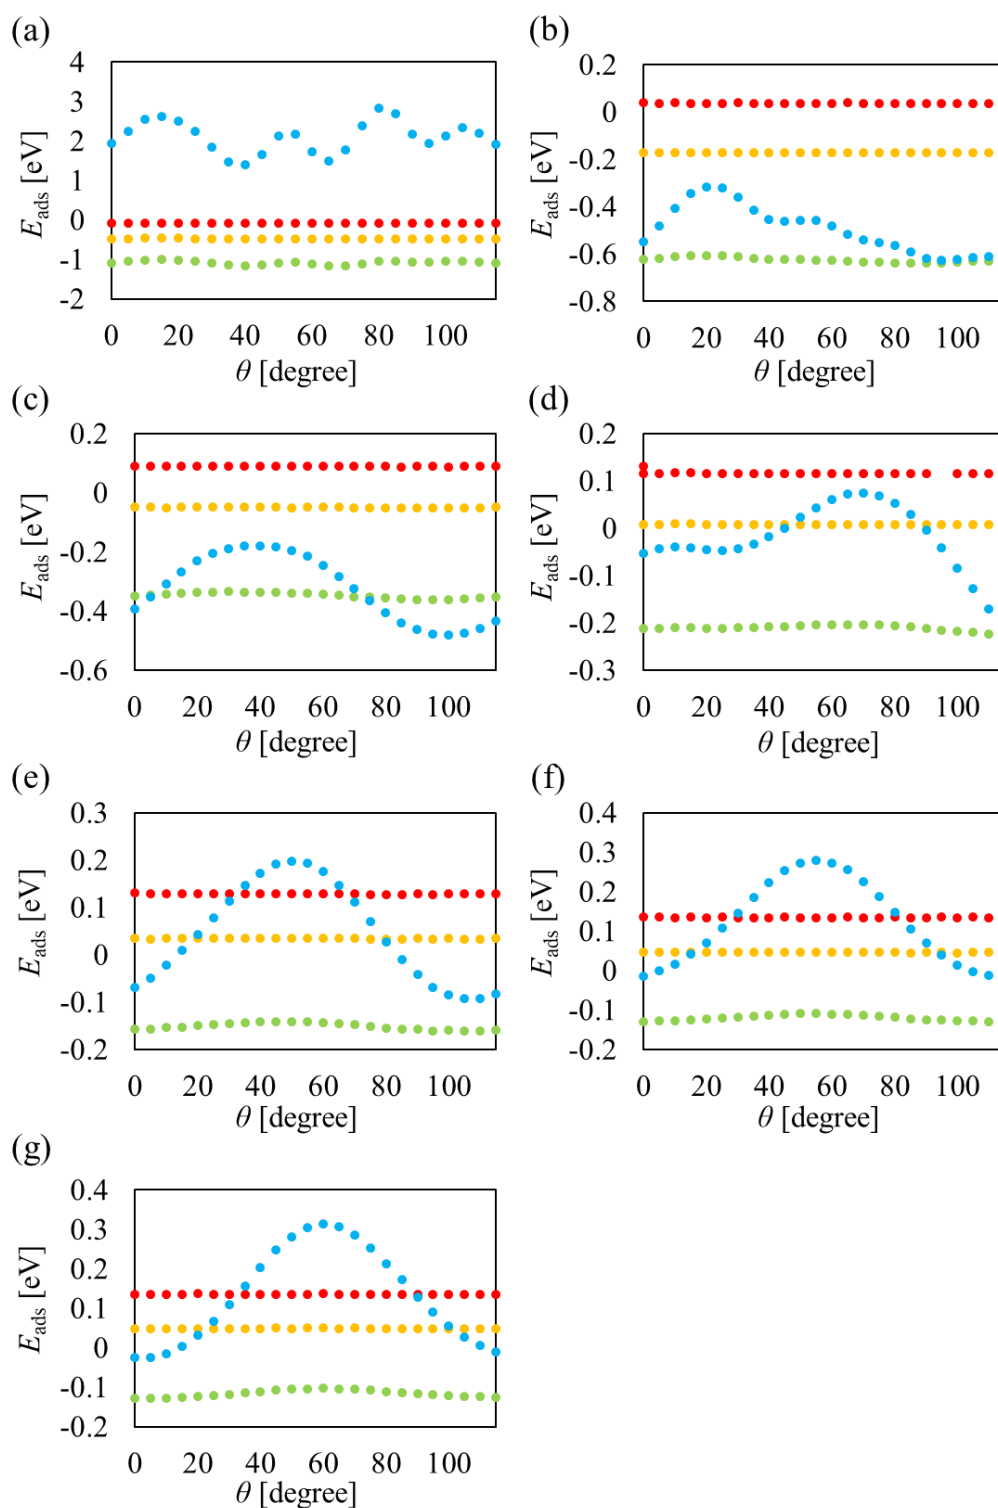 (a)
4
3
2
1
0
-1
-2
E_ads [eV]
0 20 40 60 80 100
θ [degree]
(b)
0.2
0
-0.2
-0.4
-0.6
-0.8
E_ads [eV]
0 20 40 60 80 100
θ [degree]
(c)
0.2
0
-0.2
-0.4
-0.6
E_ads [eV]
0 20 40 60 80 100
θ [degree]
(d)
0.2
0.1
0
-0.1
-0.2
-0.3
E_ads [eV]
0 20 40 60 80 100
θ [degree]
(e)
0.3
0.2
0.1
0
-0.1
-0.2
E_ads [eV]
0 20 40 60 80 100
θ [degree]
(f)
0.4
0.3
0.2
0.1
0
-0.1
-0.2
E_ads [eV]
0 20 40 60 80 100
θ [degree]
(g)
0.4
0.3
0.2
0.1
0
-0.1
-0.2
E_ads [eV]
0 20 40 60 80 100
θ [degree]